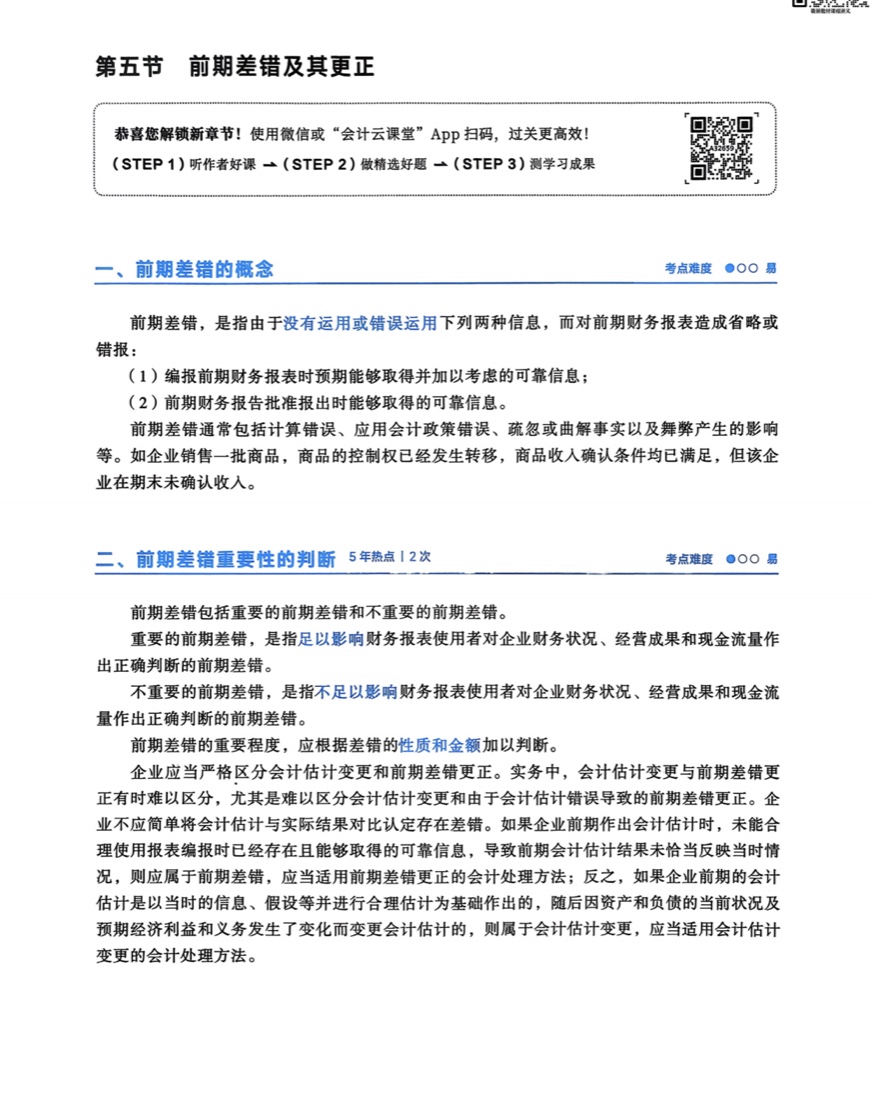 最新教材课程讲义
第五节 前期差错及其更正
恭喜您解锁新章节！使用微信或“会计云课堂”App 扫码，过关更高效！
（STEP 1）听作者好课 → （STEP 2）做精选好题 → （STEP 3）测学习成果
A32659
一、前期差错的概念 考点难度 ●○○ 易
前期差错，是指由于没有运用或错误运用下列两种信息，而对前期财务报表造成省略或
错报：
（1）编报前期财务报表时预期能够取得并加以考虑的可靠信息；
（2）前期财务报告批准报出时能够取得的可靠信息。
前期差错通常包括计算错误、应用会计政策错误、疏忽或曲解事实以及舞弊产生的影响
等。如企业销售一批商品，商品的控制权已经发生转移，商品收入确认条件均已满足，但该企
业在期末未确认收入。
二、前期差错重要性的判断 5年热点 | 2次 考点难度 ●○○ 易
前期差错包括重要的前期差错和不重要的前期差错。
重要的前期差错，是指足以影响财务报表使用者对企业财务状况、经营成果和现金流量作
出正确判断的前期差错。
不重要的前期差错，是指不足以影响财务报表使用者对企业财务状况、经营成果和现金流
量作出正确判断的前期差错。
前期差错的重要程度，应根据差错的性质和金额加以判断。
企业应当严格区分会计估计变更和前期差错更正。实务中，会计估计变更与前期差错更
正有时难以区分，尤其是难以区分会计估计变更和由于会计估计错误导致的前期差错更正。企
业不应简单将会计估计与实际结果对比认定存在差错。如果企业前期作出会计估计时，未能合
理使用报表编报时已经存在且能够取得的可靠信息，导致前期会计估计结果未恰当反映当时情
况，则应属于前期差错，应当适用前期差错更正的会计处理方法；反之，如果企业前期的会计
估计是以当时的信息、假设等并进行合理估计为基础作出的，随后因资产和负债的当前状况及
预期经济利益和义务发生了变化而变更会计估计的，则属于会计估计变更，应当适用会计估计
变更的会计处理方法。